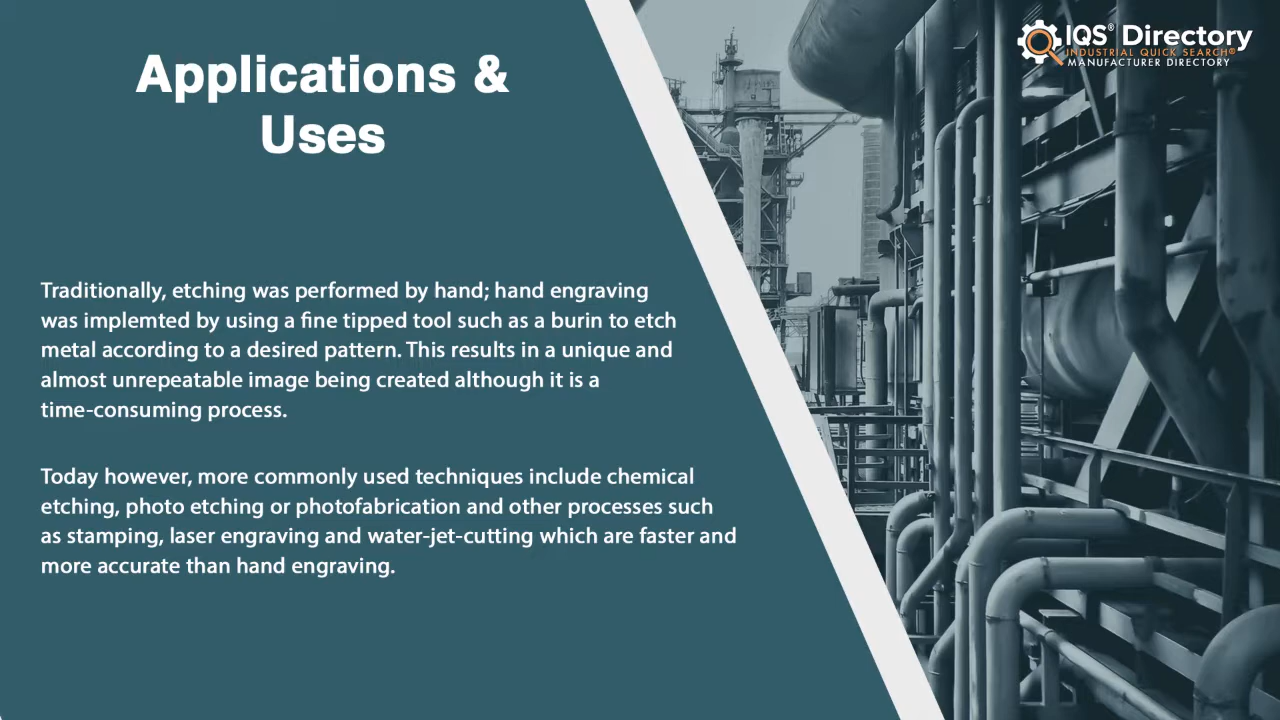 Applications &
Uses
IQS® Directory
INDUSTRIAL QUICK SEARCH®
MANUFACTURER DIRECTORY
Traditionally, etching was performed by hand; hand engraving
was implemted by using a fine tipped tool such as a burin to etch
metal according to a desired pattern. This results in a unique and
almost unrepeatable image being created although it is a
time-consuming process.
Today however, more commonly used techniques include chemical
etching, photo etching or photofabrication and other processes such
as stamping, laser engraving and water-jet-cutting which are faster and
more accurate than hand engraving.